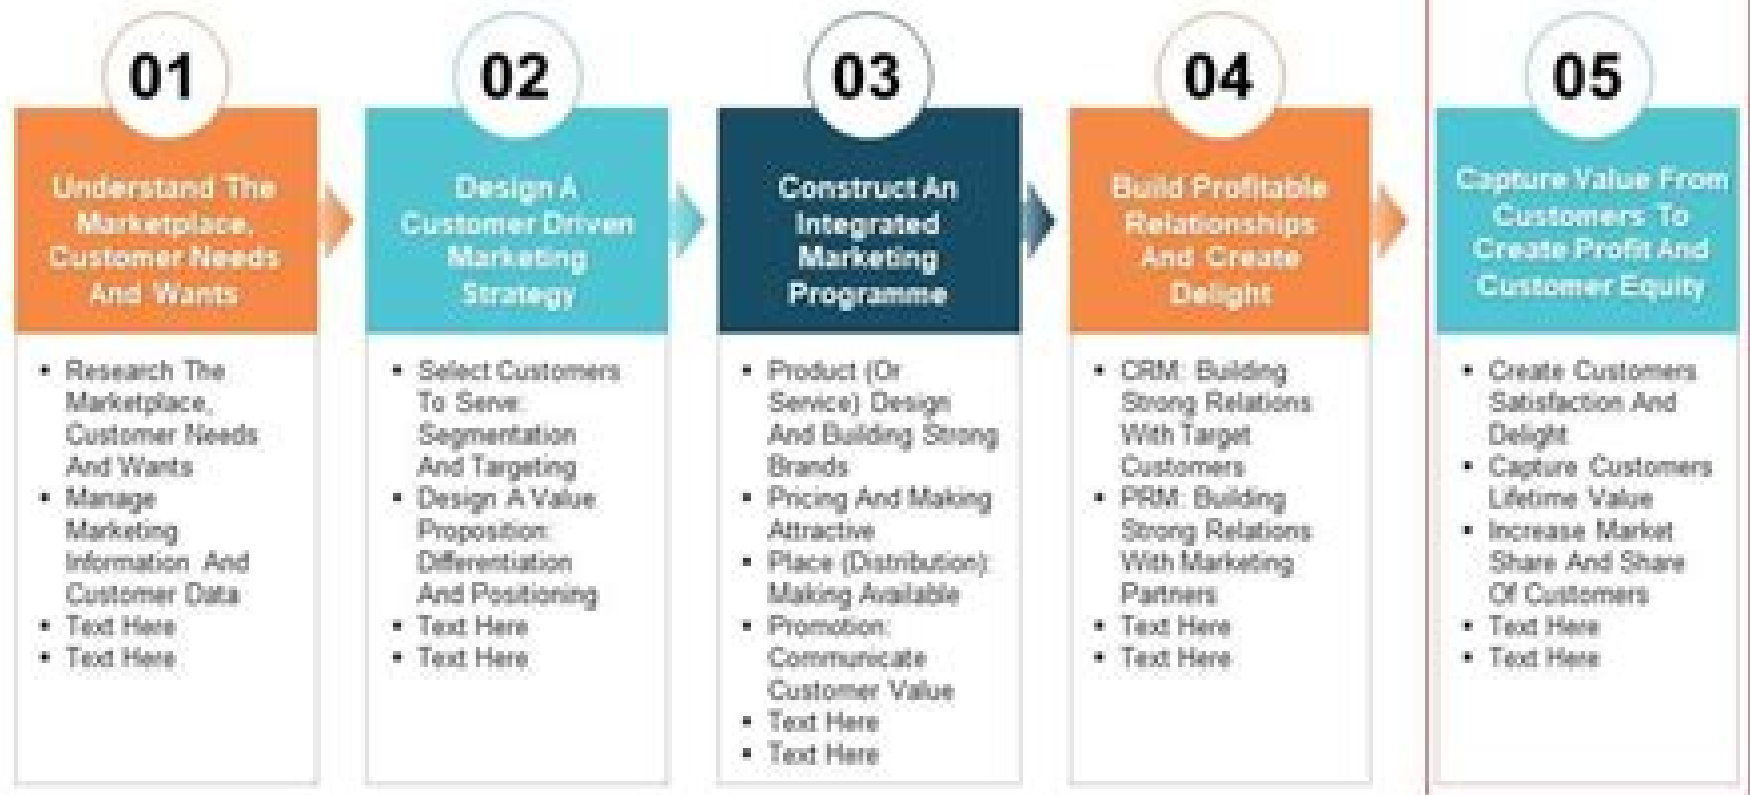 01
Understand The
Marketplace,
Customer Needs
And Wants
• Research The
Marketplace,
Customer Needs
And Wants
• Manage
Marketing
Information And
Customer Data
• Text Here
• Text Here
02
Design A
Customer Driven
Marketing
Strategy
• Select Customers
To Serve:
Segmentation
And Targeting
• Design A Value
Proposition:
Differentiation
And Positioning
• Text Here
• Text Here
03
Construct An
Integrated
Marketing
Programme
• Product (Or
Service) Design
And Building Strong
Brands
• Pricing And Making
Attractive
• Place (Distribution):
Making Available
• Promotion:
Communicate
Customer Value
• Text Here
• Text Here
04
Build Profitable
Relationships
And Create
Delight
• CRM: Building
Strong Relations
With Target
Customers
• PRM: Building
Strong Relations
With Marketing
Partners
• Text Here
• Text Here
05
Capture Value From
Customers To
Create Profit And
Customer Equity
• Create Customers
Satisfaction And
Delight
• Capture Customers
Lifetime Value
• Increase Market
Share And Share
Of Customers
• Text Here
• Text Here